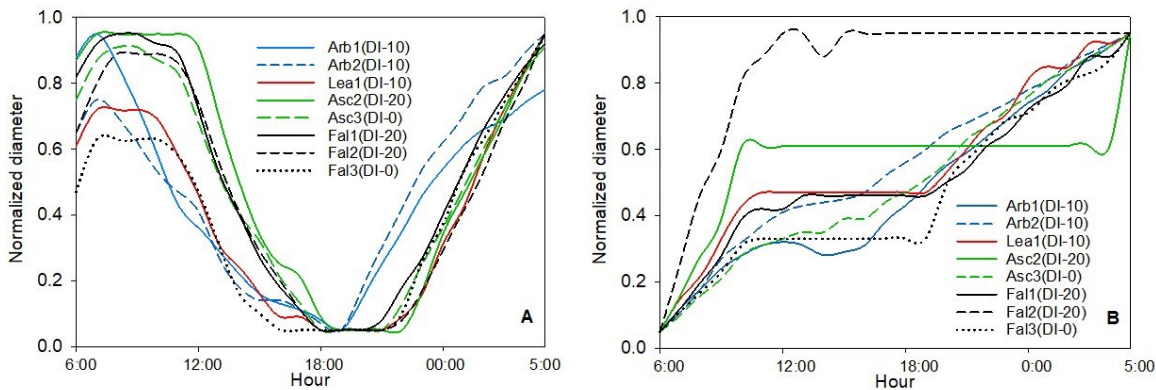 1.0
0.8
0.6
0.4
0.2
0.0
Normalized diameter
Arb1(DI-10)
Arb2(DI-10)
Lea1(DI-10)
Asc2(DI-20)
Asc3(DI-0)
Fal1(DI-20)
Fal2(DI-20)
Fal3(DI-0)
A
6:00 12:00 18:00 00:00 5:00
Hour
1.0
0.8
0.6
0.4
0.2
0.0
Normalized diameter
Arb1(DI-10)
Arb2(DI-10)
Lea1(DI-10)
Asc2(DI-20)
Asc3(DI-0)
Fal1(DI-20)
Fal2(DI-20)
Fal3(DI-0)
B
6:00 12:00 18:00 0:00 5:00
Hour